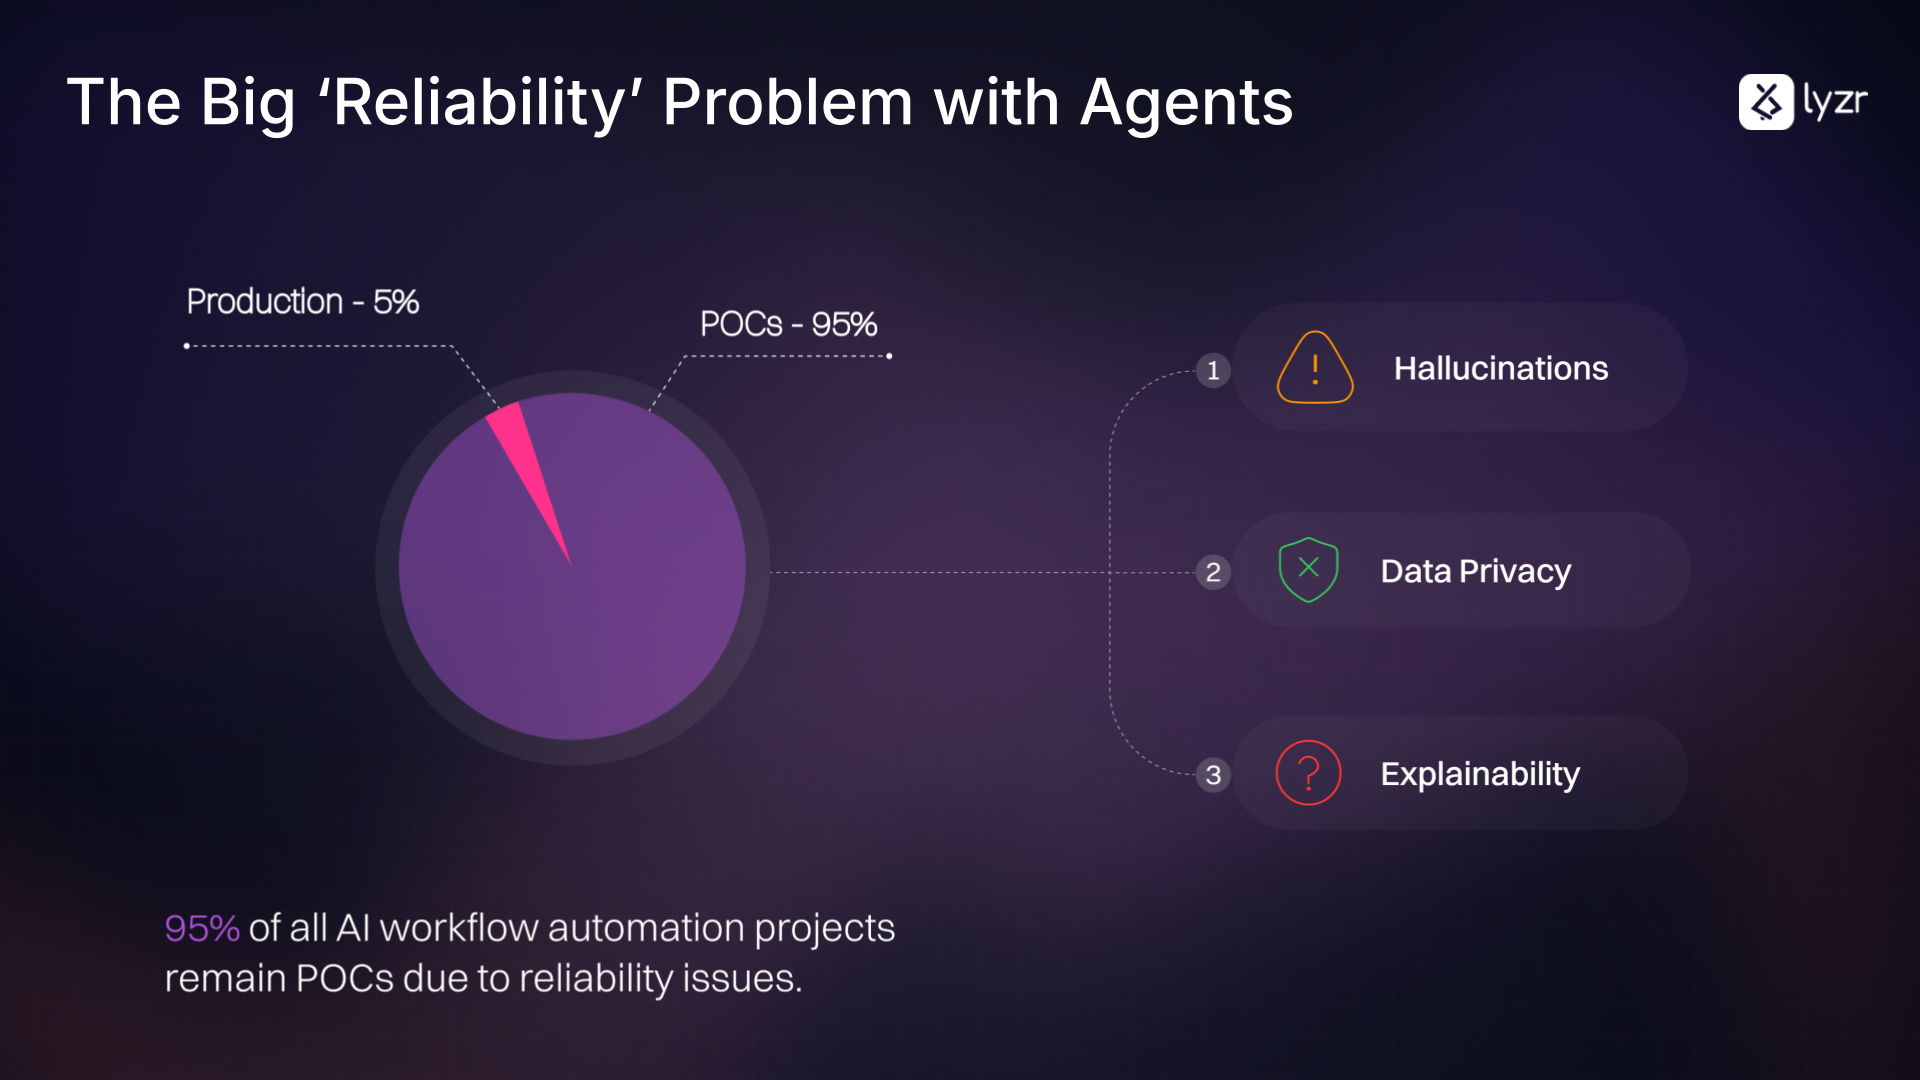 The Big ‘Reliability’ Problem with Agents
lyzr
Production - 5%
POCs - 95%
1
Hallucinations
2
Data Privacy
3
Explainability
95% of all AI workflow automation projects
remain POCs due to reliability issues.